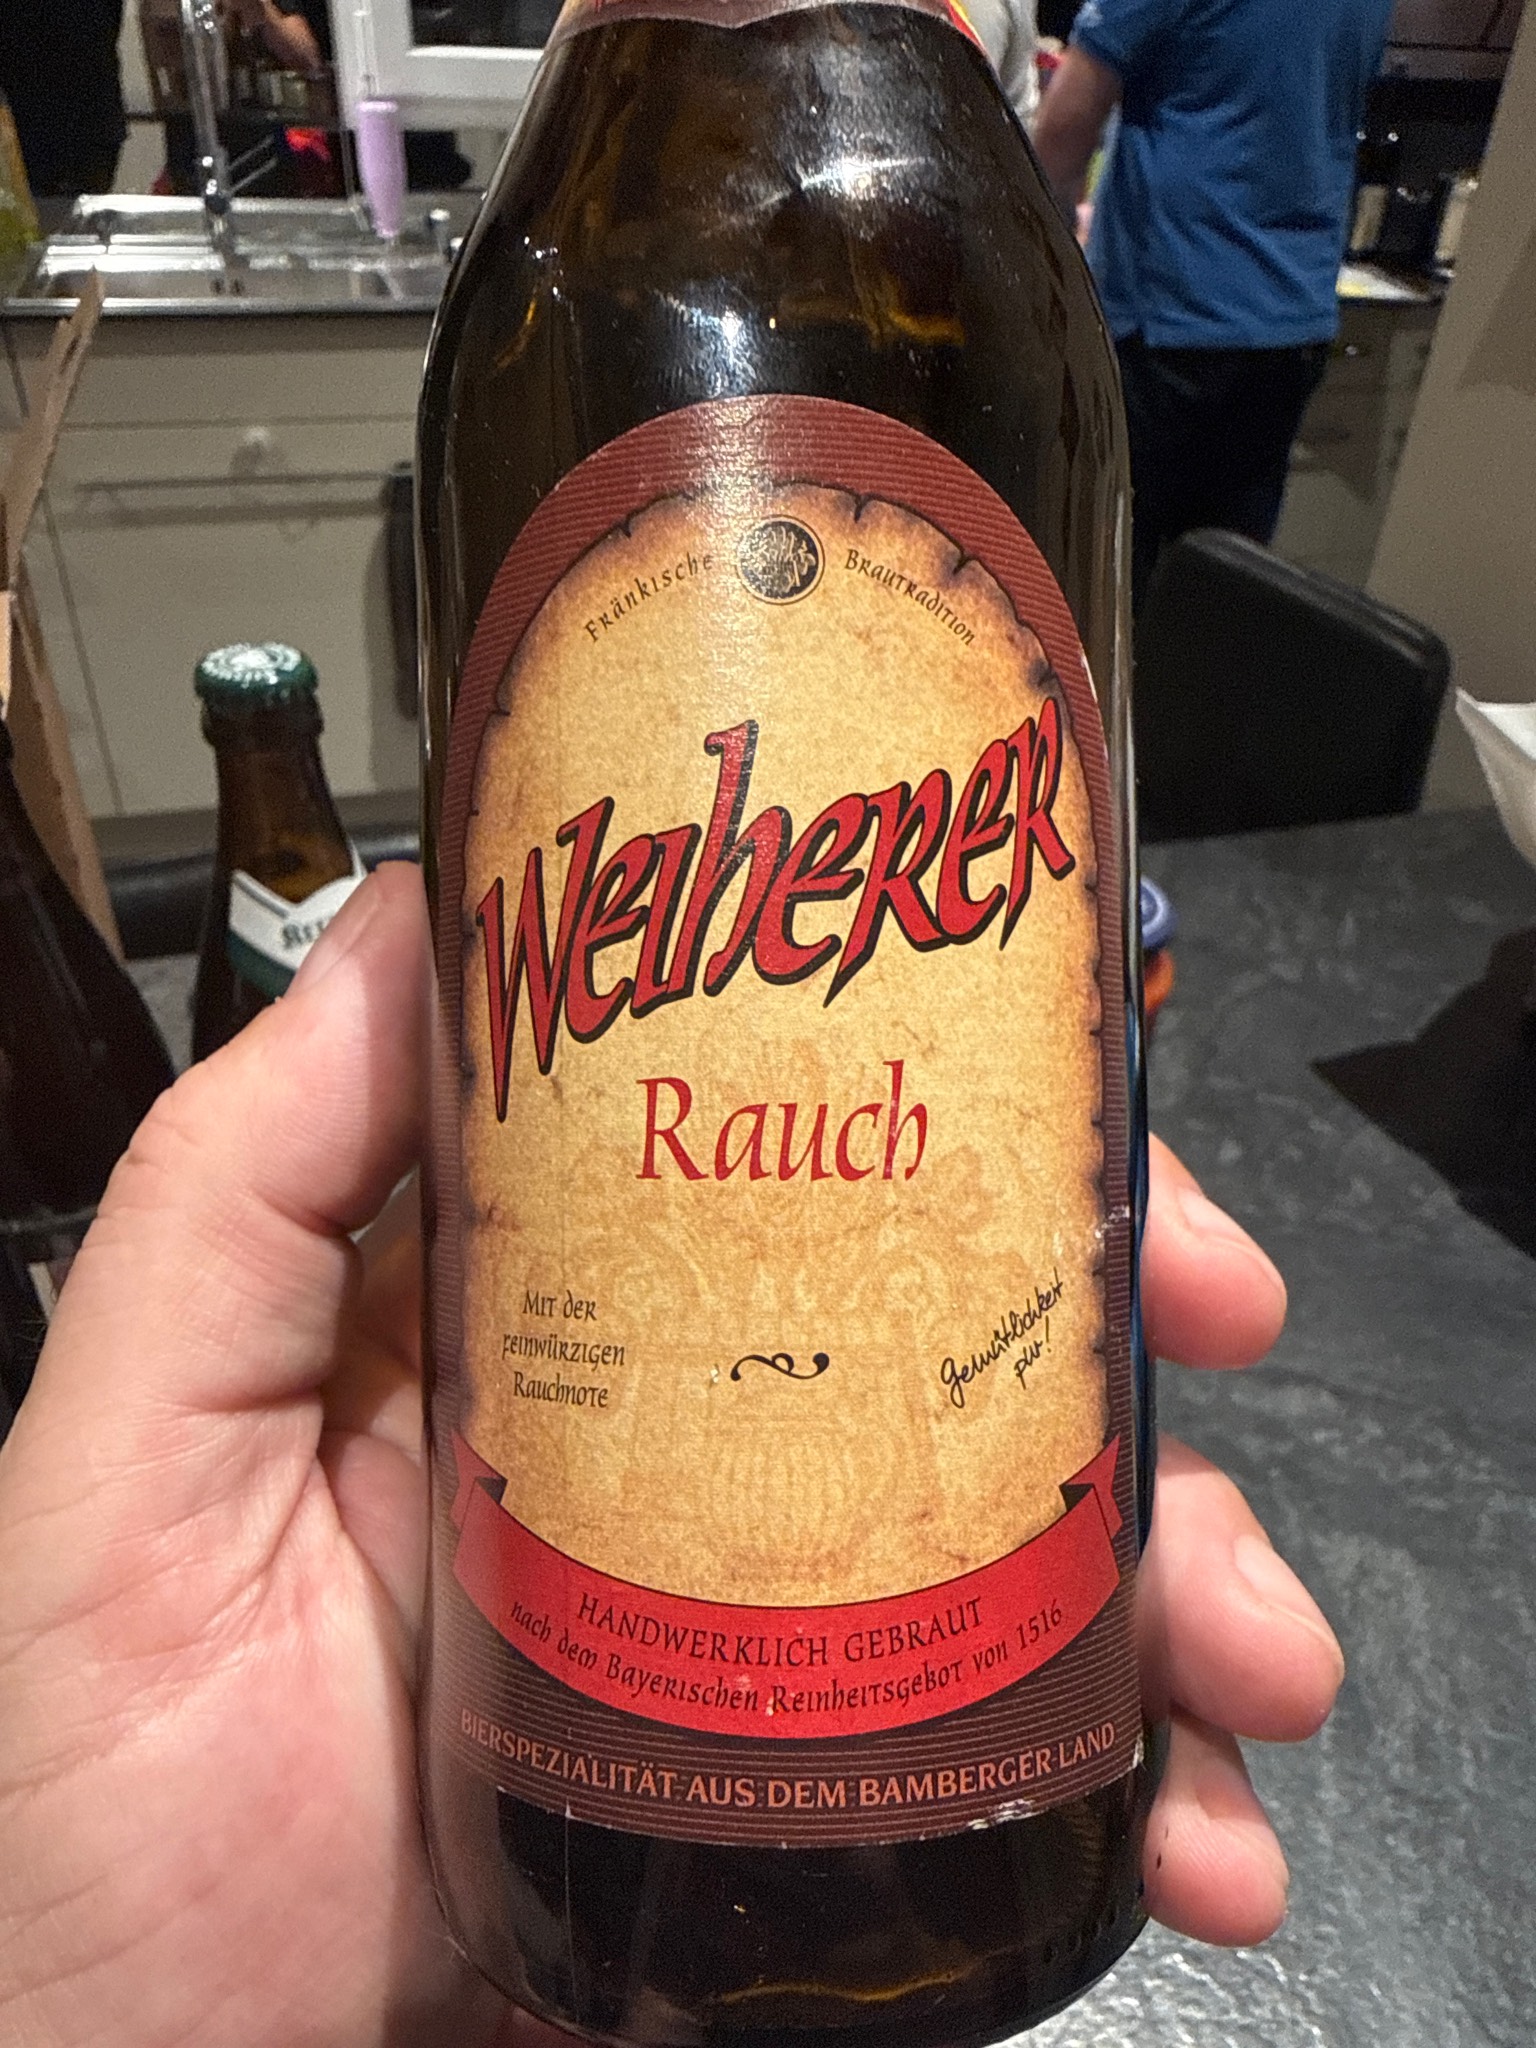 Fränkische Brautradition
Weiherer
Rauch
Mit der
feinwürzigen
Rauchnote
Gemütlichkeit
pur!
HANDWERKLICH GEBRAUT
nach dem Bayerischen Reinheitsgebot von 1516
BIERSPEZIALITÄT AUS DEM BAMBERGER LAND